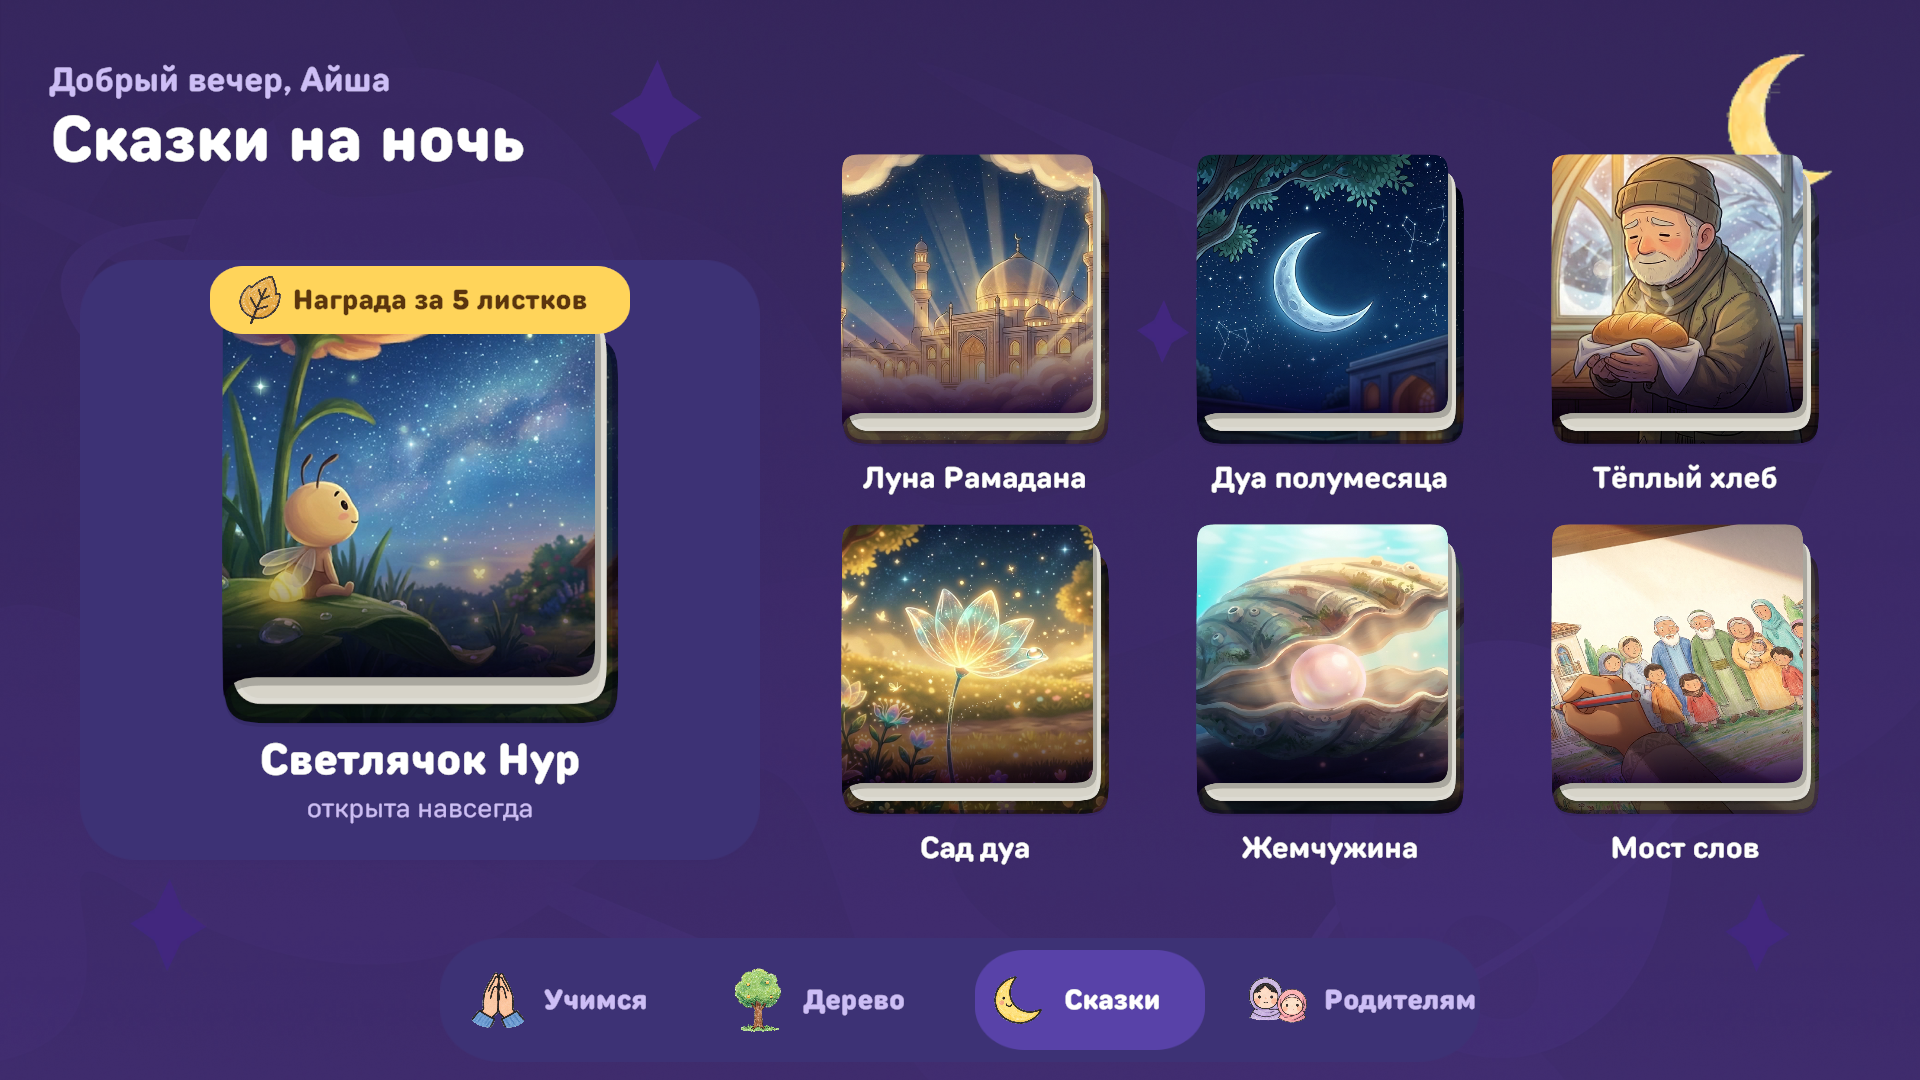 Добрый вечер, Айша
Сказки на ночь
Награда за 5 листков
Светлячок Нур
открыта навсегда
Луна Рамадана
Дуа полумесяца
Тёплый хлеб
Сад дуа
Жемчужина
Мост слов
Учимся
Дерево
Сказки
Родителям